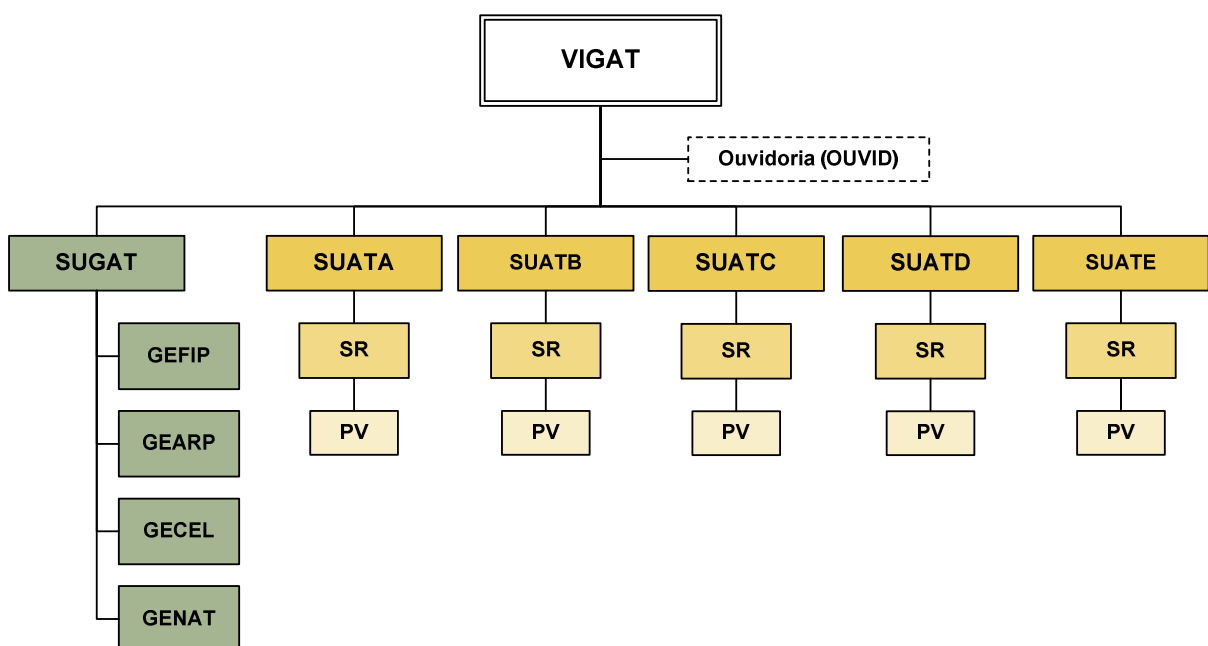 VIGAT
Ouvidoria (OUVID)
SUGAT
SUATA
SUATB
SUATC
SUATD
SUATE
GEFIP
SR
SR
SR
SR
SR
GEARP
PV
PV
PV
PV
PV
GECEL
GENAT